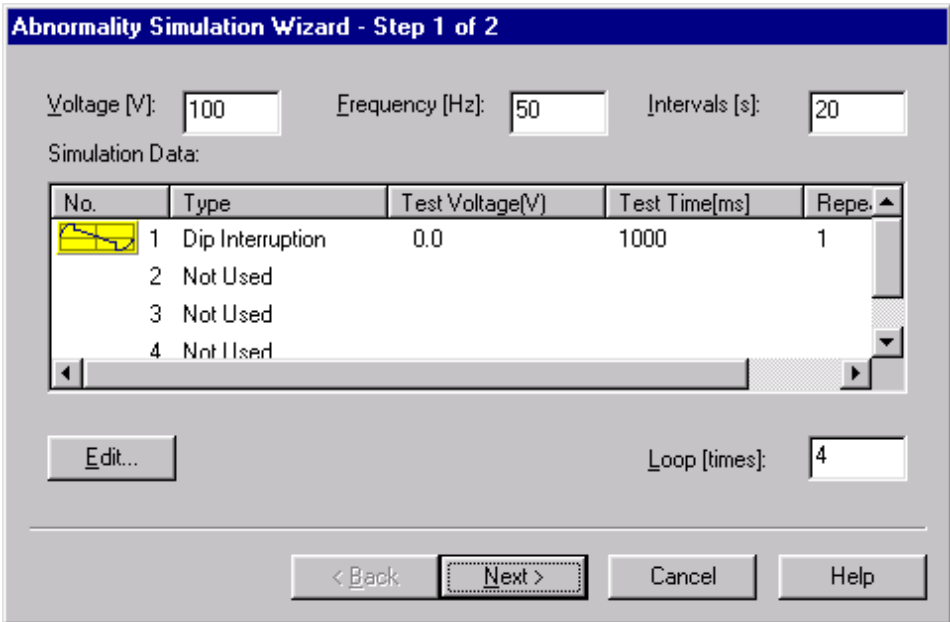 Abnormality Simulation Wizard - Step 1 of 2
Voltage [V]: 100 Frequency [Hz]: 50 Intervals [s]: 20
Simulation Data:
No. Type Test Voltage(V) Test Time[ms] Repea
1 Dip Interruption 0.0 1000 1
2 Not Used
3 Not Used
4 Not Used
Edit... Loop [times]: 4
< Back Next > Cancel Help